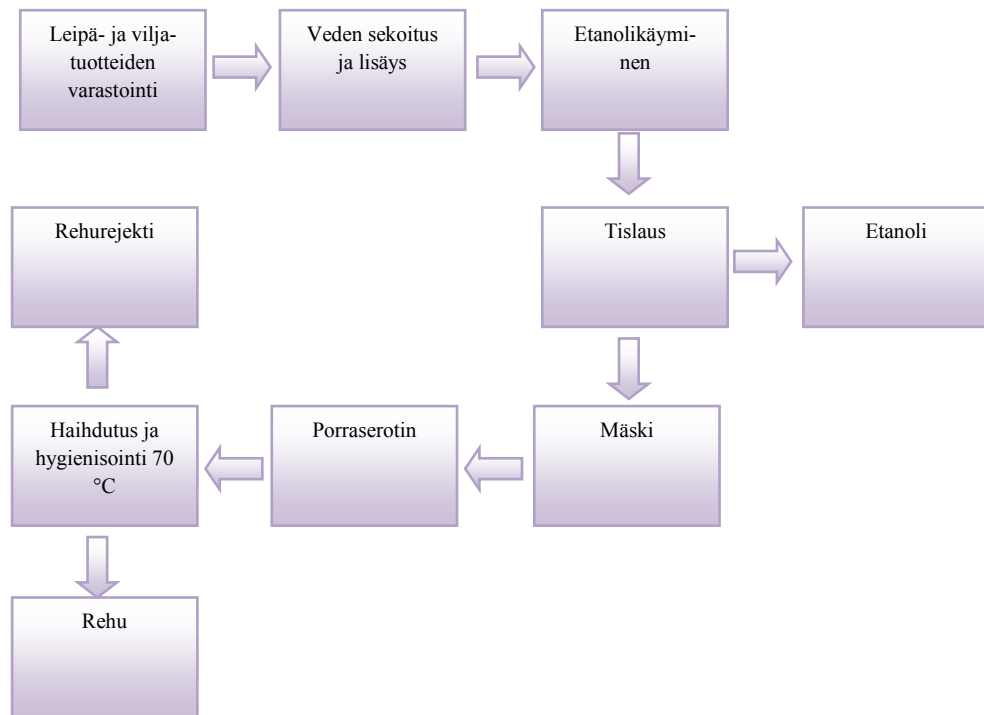 Leipä- ja vilja-
tuotteiden
varastointi
Veden sekoitus
ja lisäys
Etanolikäymi-
nen
Rehurejekti
Tislaus
Etanoli
Haihdutus ja
hygienisointi 70
°C
Porraserotin
Mäski
Rehu